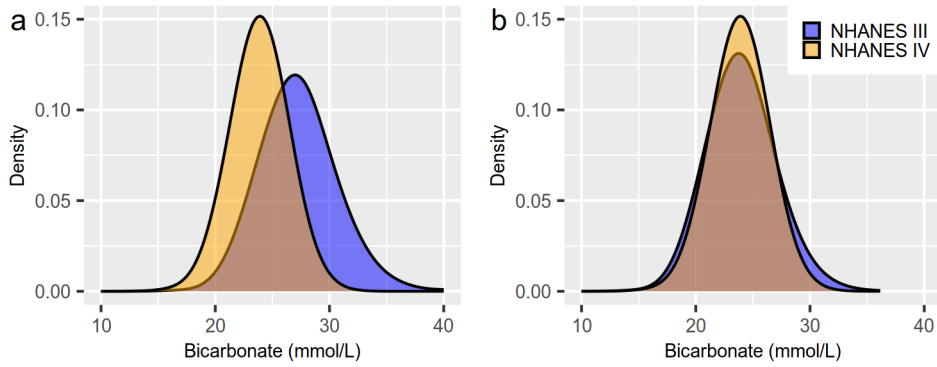 a
0.15
0.10
0.05
0.00
Density
10 20 30 40
Bicarbonate (mmol/L)
b
NHANES III
NHANES IV
0.15
0.10
0.05
0.00
Density
10 20 30 40
Bicarbonate (mmol/L)